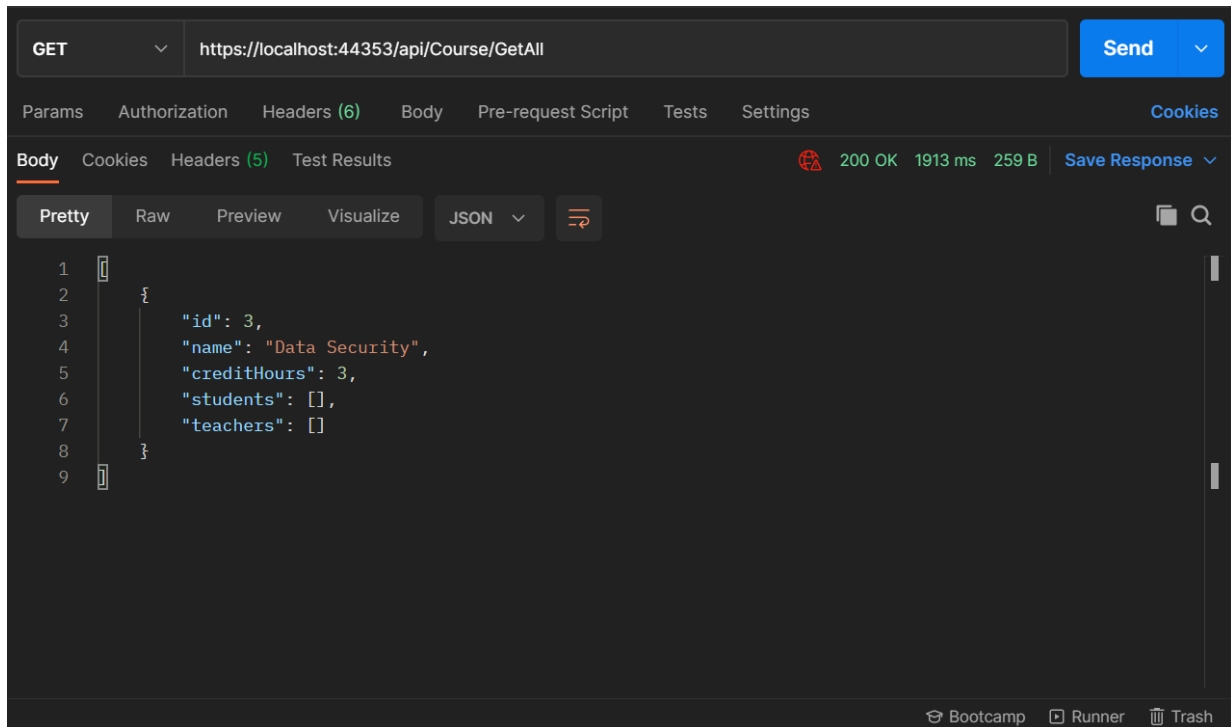 GET https://localhost:44353/api/Course/GetAll Send
Params Authorization Headers (6) Body Pre-request Script Tests Settings Cookies
Body Cookies Headers (5) Test Results 200 OK 1913 ms 259 B Save Response
Pretty Raw Preview Visualize JSON
1 [
2 {
3 "id": 3,
4 "name": "Data Security",
5 "creditHours": 3,
6 "students": [],
7 "teachers": []
8 }
9 ]
Bootcamp Runner Trash